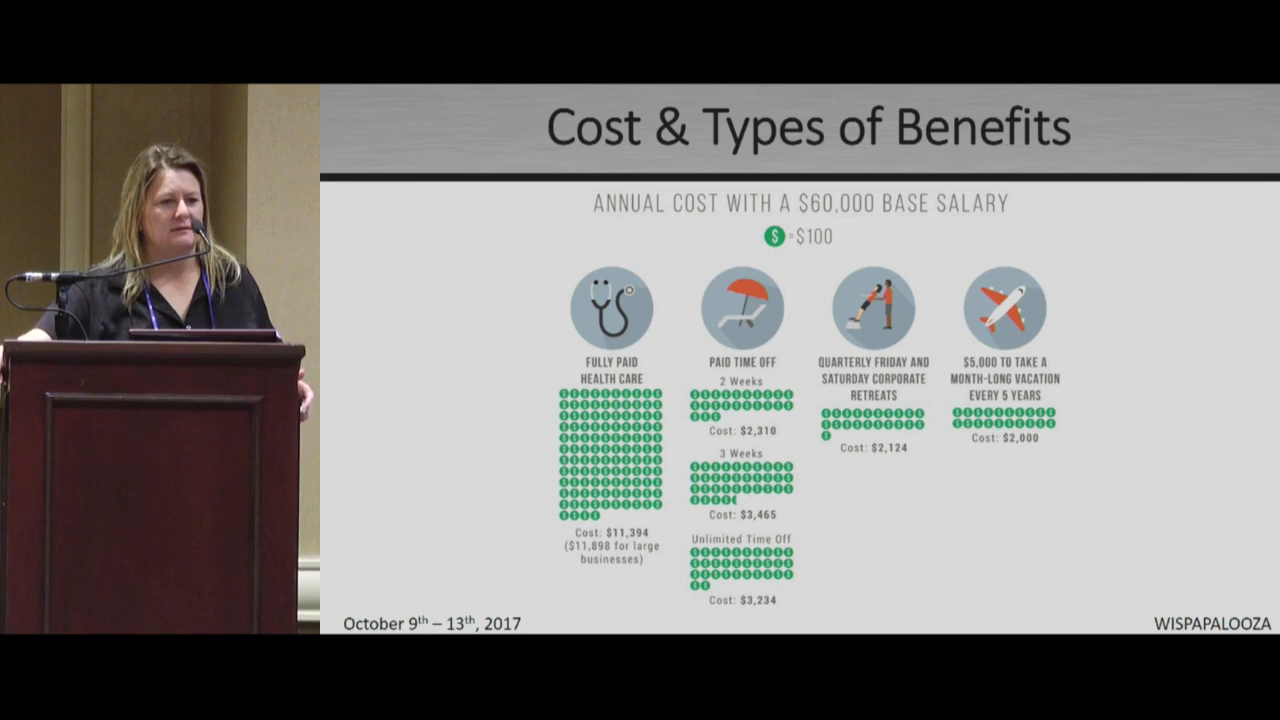 Cost & Types of Benefits
ANNUAL COST WITH A $60,000 BASE SALARY
$ =$100
FULLY PAID
HEALTH CARE
Cost: $11,394
($11,898 for large
businesses)
PAID TIME OFF
2 Weeks
Cost: $2,310
3 Weeks
Cost: $3,465
Unlimited Time Off
Cost: $3,234
QUARTERLY FRIDAY AND
SATURDAY CORPORATE
RETREATS
Cost: $2,124
$5,000 TO TAKE A
MONTH-LONG VACATION
EVERY 5 YEARS
Cost: $2,000
October 9th – 13th, 2017
WISPAPALOOZA